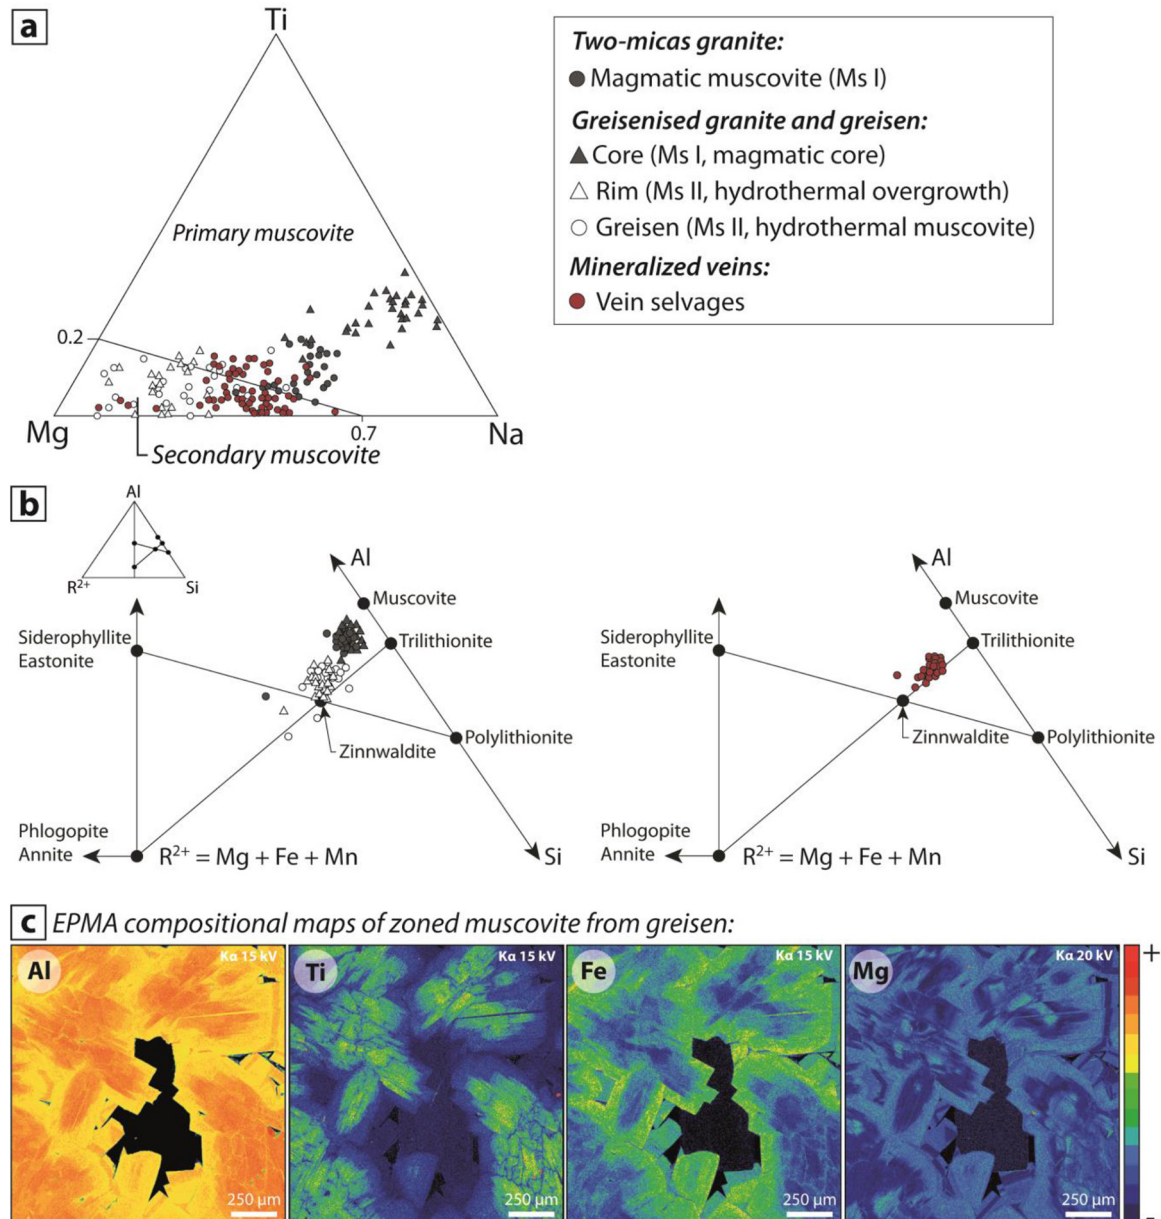 a
Ti
Primary muscovite
0.2
Mg
0.7
Na
Secondary muscovite
Two-micas granite:
Magmatic muscovite (Ms I)
Greisenised granite and greisen:
Core (Ms I, magmatic core)
Rim (Ms II, hydrothermal overgrowth)
Greisen (Ms II, hydrothermal muscovite)
Mineralized veins:
Vein selvages
b
Al
R²⁺
Si
Al
Muscovite
Siderophyllite
Eastonite
Trilithionite
Polylithionite
Zinnwaldite
Phlogopite
Annite
R²⁺ = Mg + Fe + Mn
Si
Al
Muscovite
Siderophyllite
Eastonite
Trilithionite
Polylithionite
Zinnwaldite
Phlogopite
Annite
R²⁺ = Mg + Fe + Mn
Si
c EPMA compositional maps of zoned muscovite from greisen:
Al
Kα 15 kV
250 µm
Ti
Kα 15 kV
250 µm
Fe
Kα 15 kV
250 µm
Mg
Kα 20 kV
250 µm
+
-